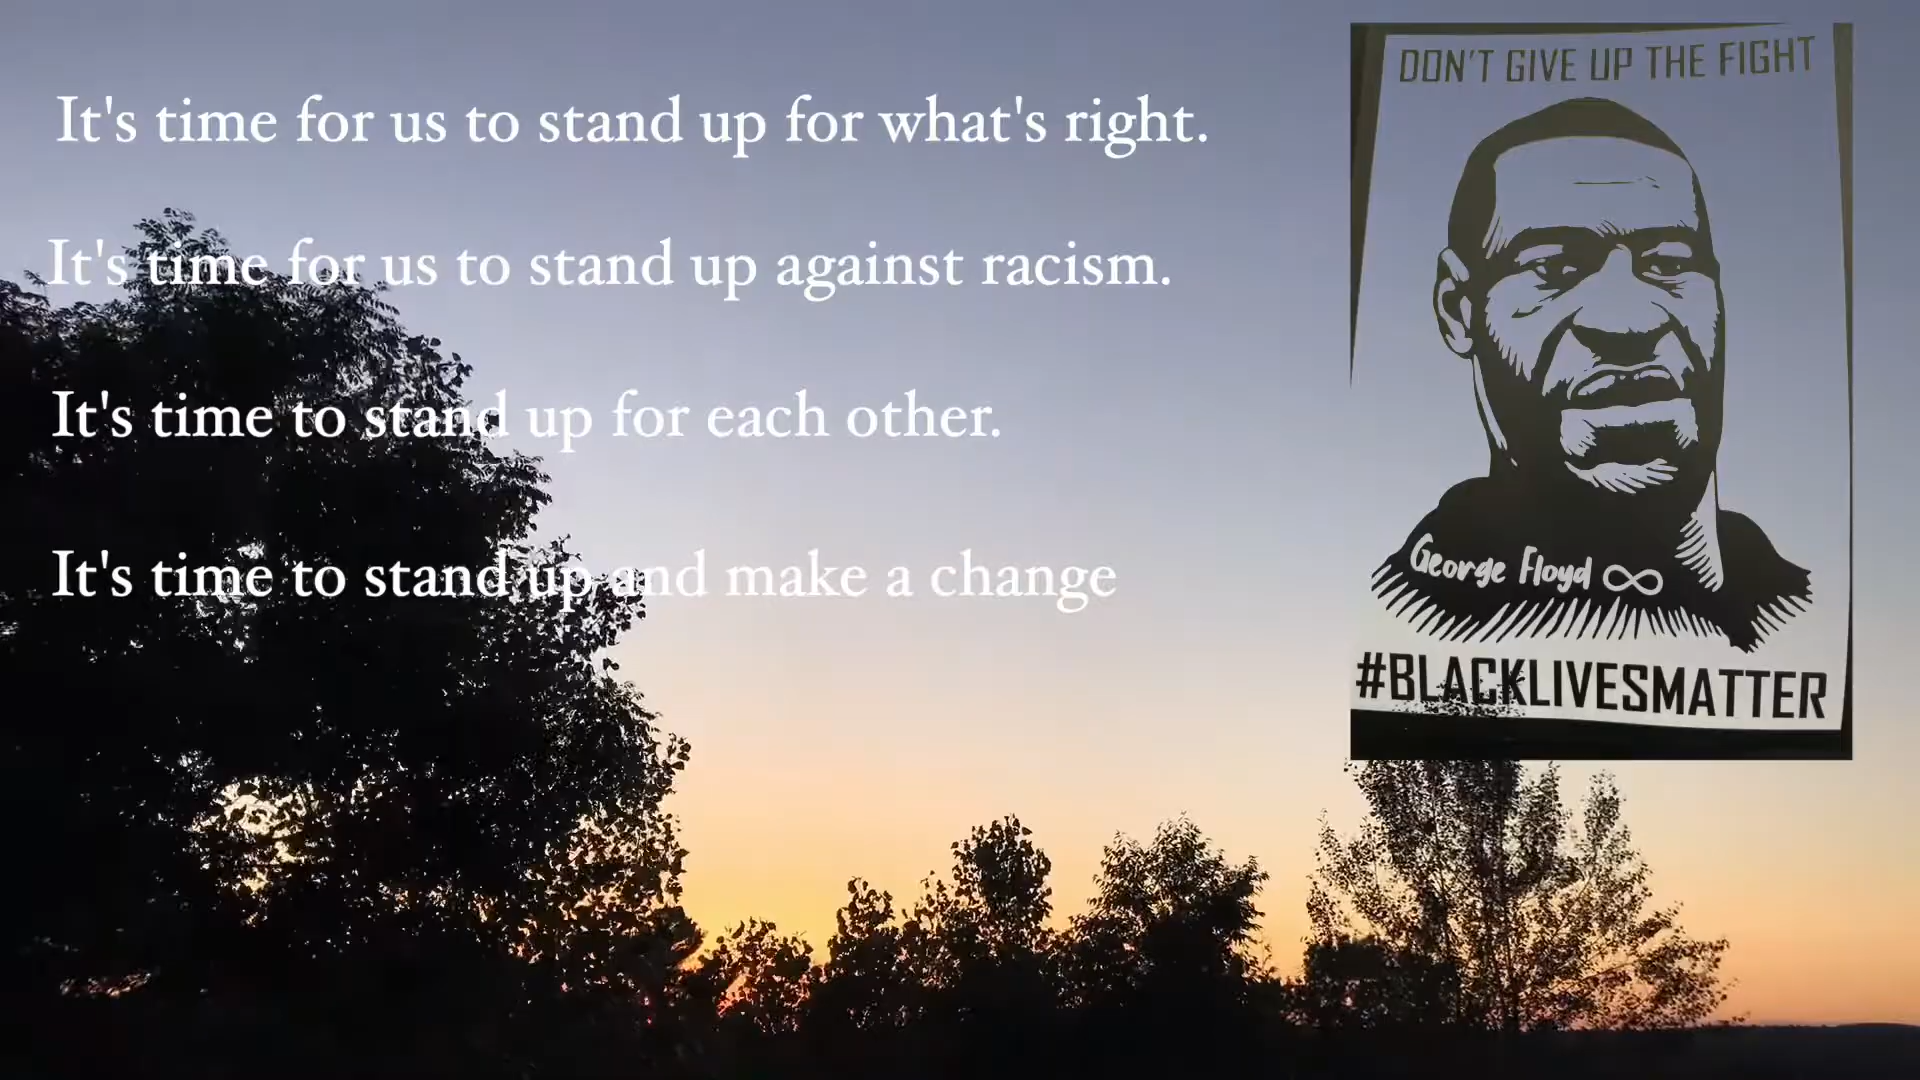 It's time for us to stand up for what's right.
It's time for us to stand up against racism.
It's time to stand up for each other.
It's time to stand up and make a change
DON'T GIVE UP THE FIGHT
George Floyd ∞
#BLACKLIVESMATTER